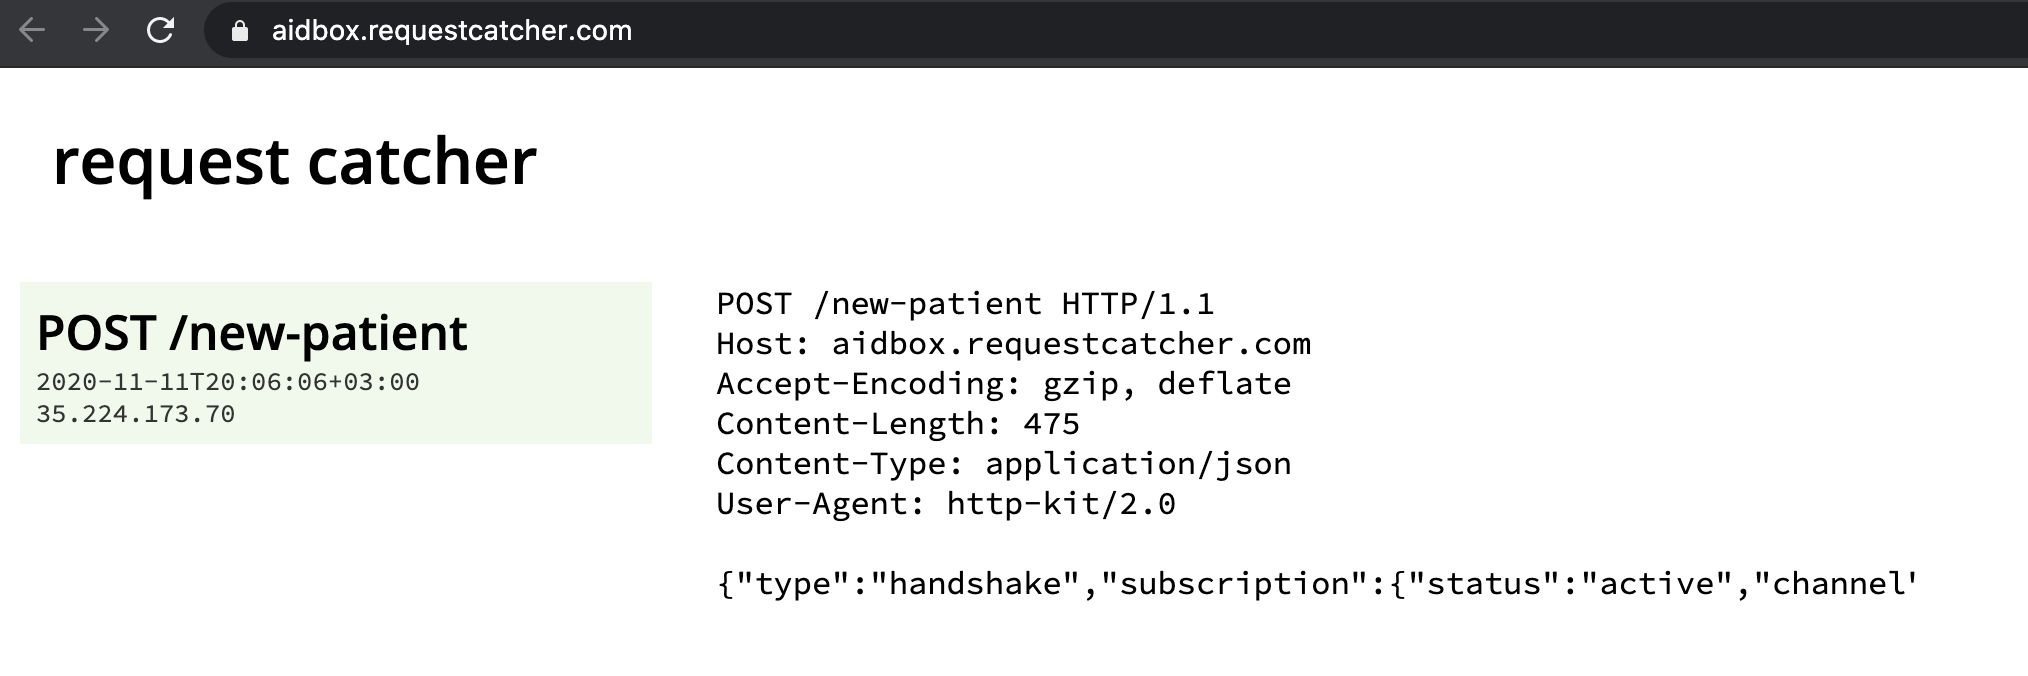 aidbox.requestcatcher.com
request catcher
POST /new-patient
2020-11-11T20:06:06+03:00
35.224.173.70
POST /new-patient HTTP/1.1
Host: aidbox.requestcatcher.com
Accept-Encoding: gzip, deflate
Content-Length: 475
Content-Type: application/json
User-Agent: http-kit/2.0
{"type":"handshake","subscription":{"status":"active","channel'